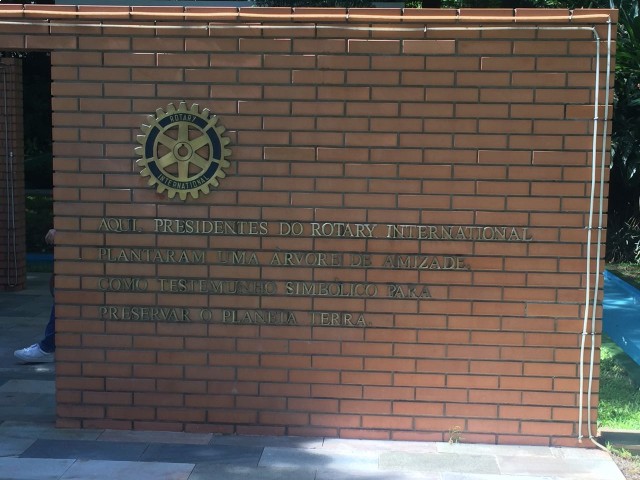 ROTARY
INTERNATIONAL
AQUI, PRESIDENTES DO ROTARY INTERNATIONAL
PLANTARAM UMA ÁRVORE DE AMIZADE,
COMO TESTEMUNHO SIMBÓLICO PARA
PRESERVAR O PLANETA TERRA.